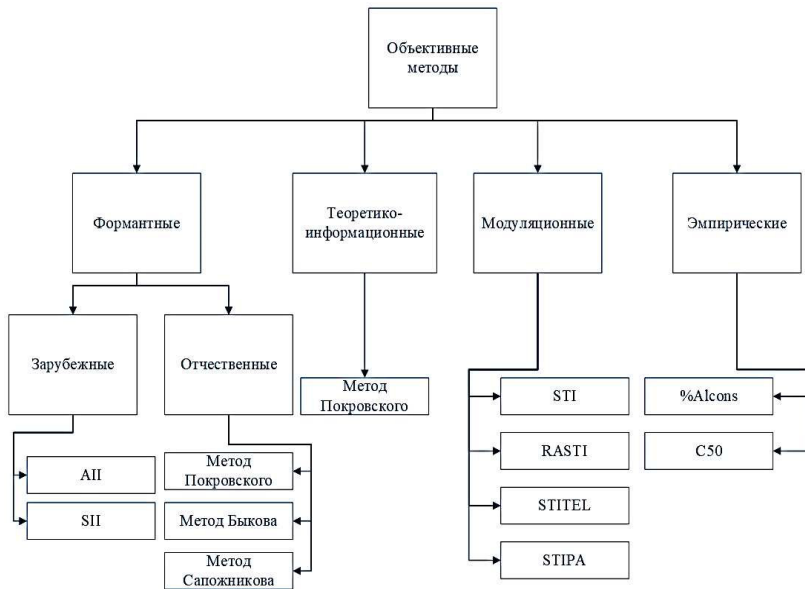 Объективные
методы
Формантные
Теоретико-
информационные
Модуляционные
Эмпирические
Зарубежные
Отчественные
Метод
Покровского
STI
%Alcons
RASTI
C50
AII
Метод
Покровского
SII
Метод Быкова
STITEL
Метод
Сапожникова
STIPA